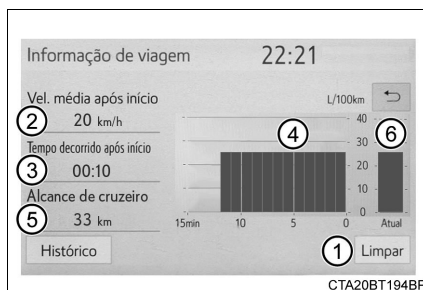 Informação de viagem 22:21
Vel. média após início
2 20 km/h
Tempo decorrido após início
3 00:10
Alcance de cruzeiro
5 33 km
L/100km
4 6
40
30
20
10
0
15min 10 5 0 Atual
Histórico 1 Limpar
CTA20BT194BP